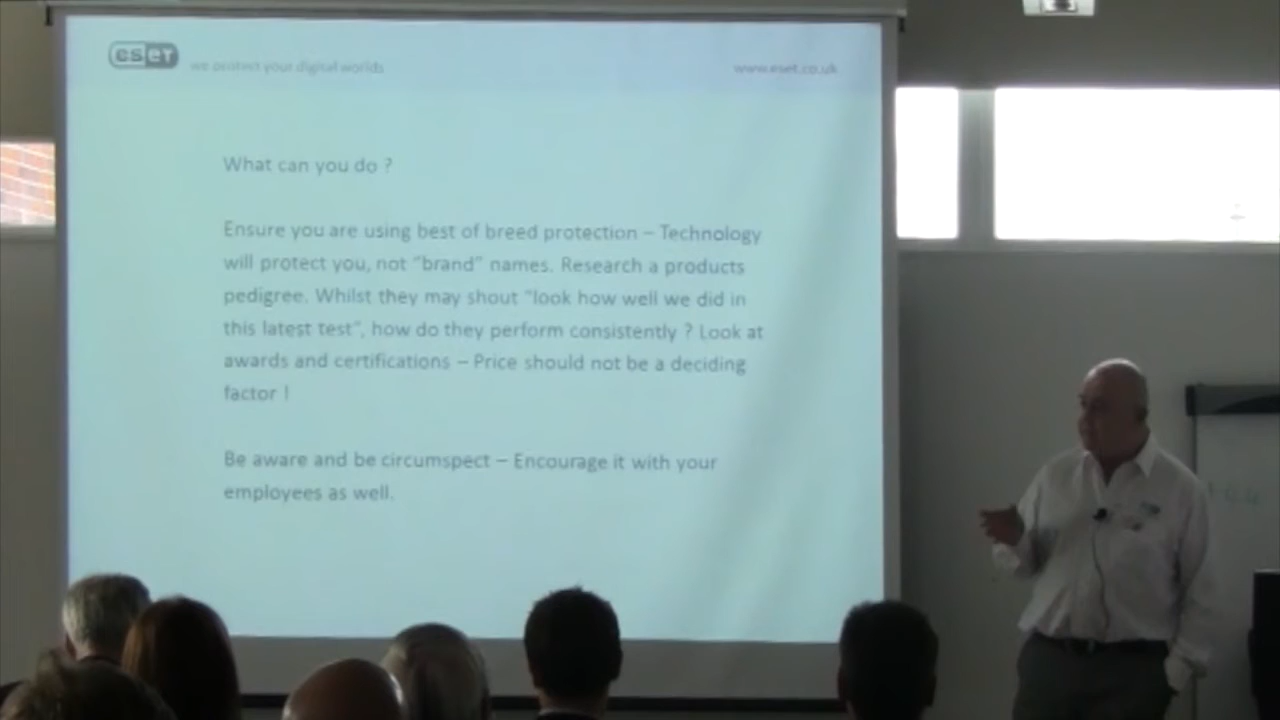 eset we protect your digital worlds
www.eset.co.uk
What can you do ?
Ensure you are using best of breed protection – Technology
will protect you, not "brand" names. Research a products
pedigree. Whilst they may shout "look how well we did in
this latest test", how do they perform consistently ? Look at
awards and certifications – Price should not be a deciding
factor !
Be aware and be circumspect – Encourage it with your
employees as well.